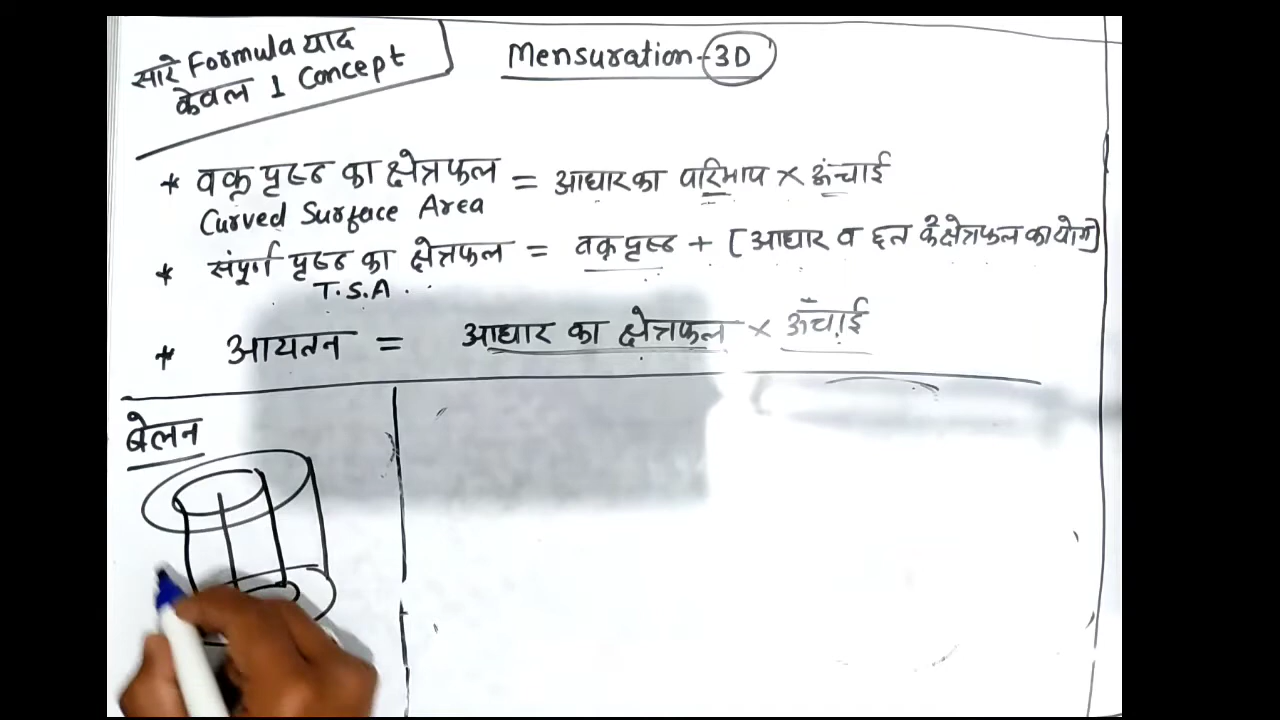 सारे Formula याद
केवल 1 Concept
Mensuration-3D
* वक्र पृष्ठ का क्षेत्रफल = आधार का परिमाप × ऊंचाई
Curved Surface Area
* संपूर्ण पृष्ठ का क्षेत्रफल = वक्र पृष्ठ + [आधार व छत के क्षेत्रफल का योग]
T.S.A
* आयतन = आधार का क्षेत्रफल × ऊँचाई
बेलन